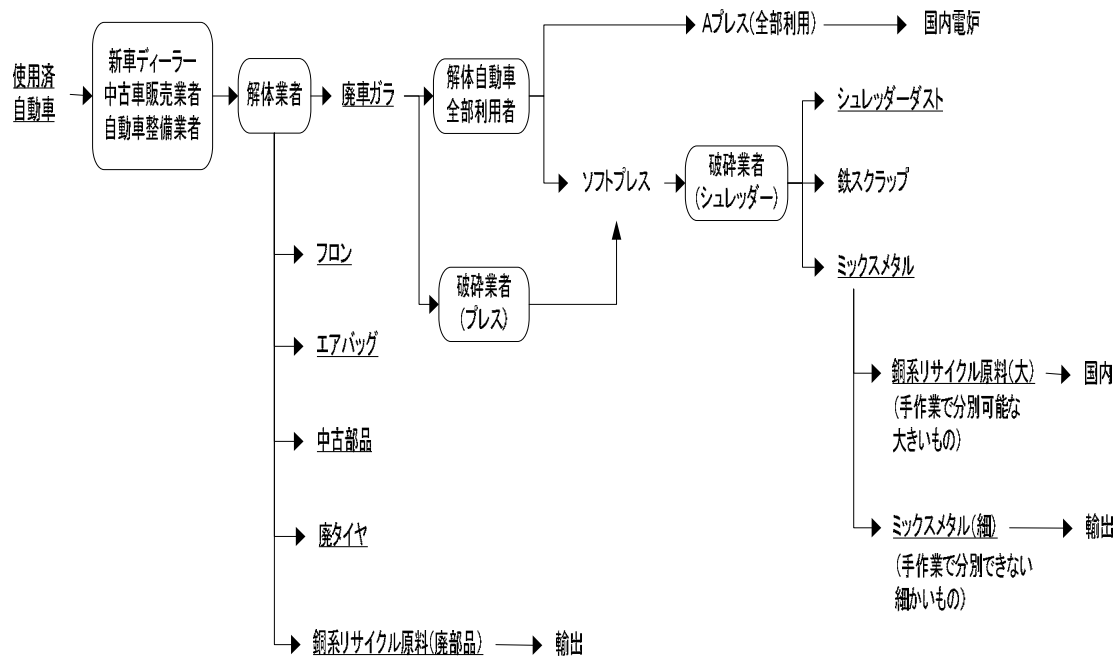 使用済
自動車
新車ディーラー
中古車販売業者
自動車整備業者
解体業者
廃車ガラ
解体自動車
全部利用者
Aプレス(全部利用)
国内電炉
ソフトプレス
破砕業者
(シュレッダー)
シュレッダーダスト
鉄スクラップ
ミックスメタル
破砕業者
(プレス)
フロン
エアバッグ
中古部品
廃タイヤ
銅系リサイクル原料(廃部品)
輸出
銅系リサイクル原料(大)
国内
(手作業で分別可能な
大きいもの)
ミックスメタル(細)
輸出
(手作業で分別できない
細かいもの)